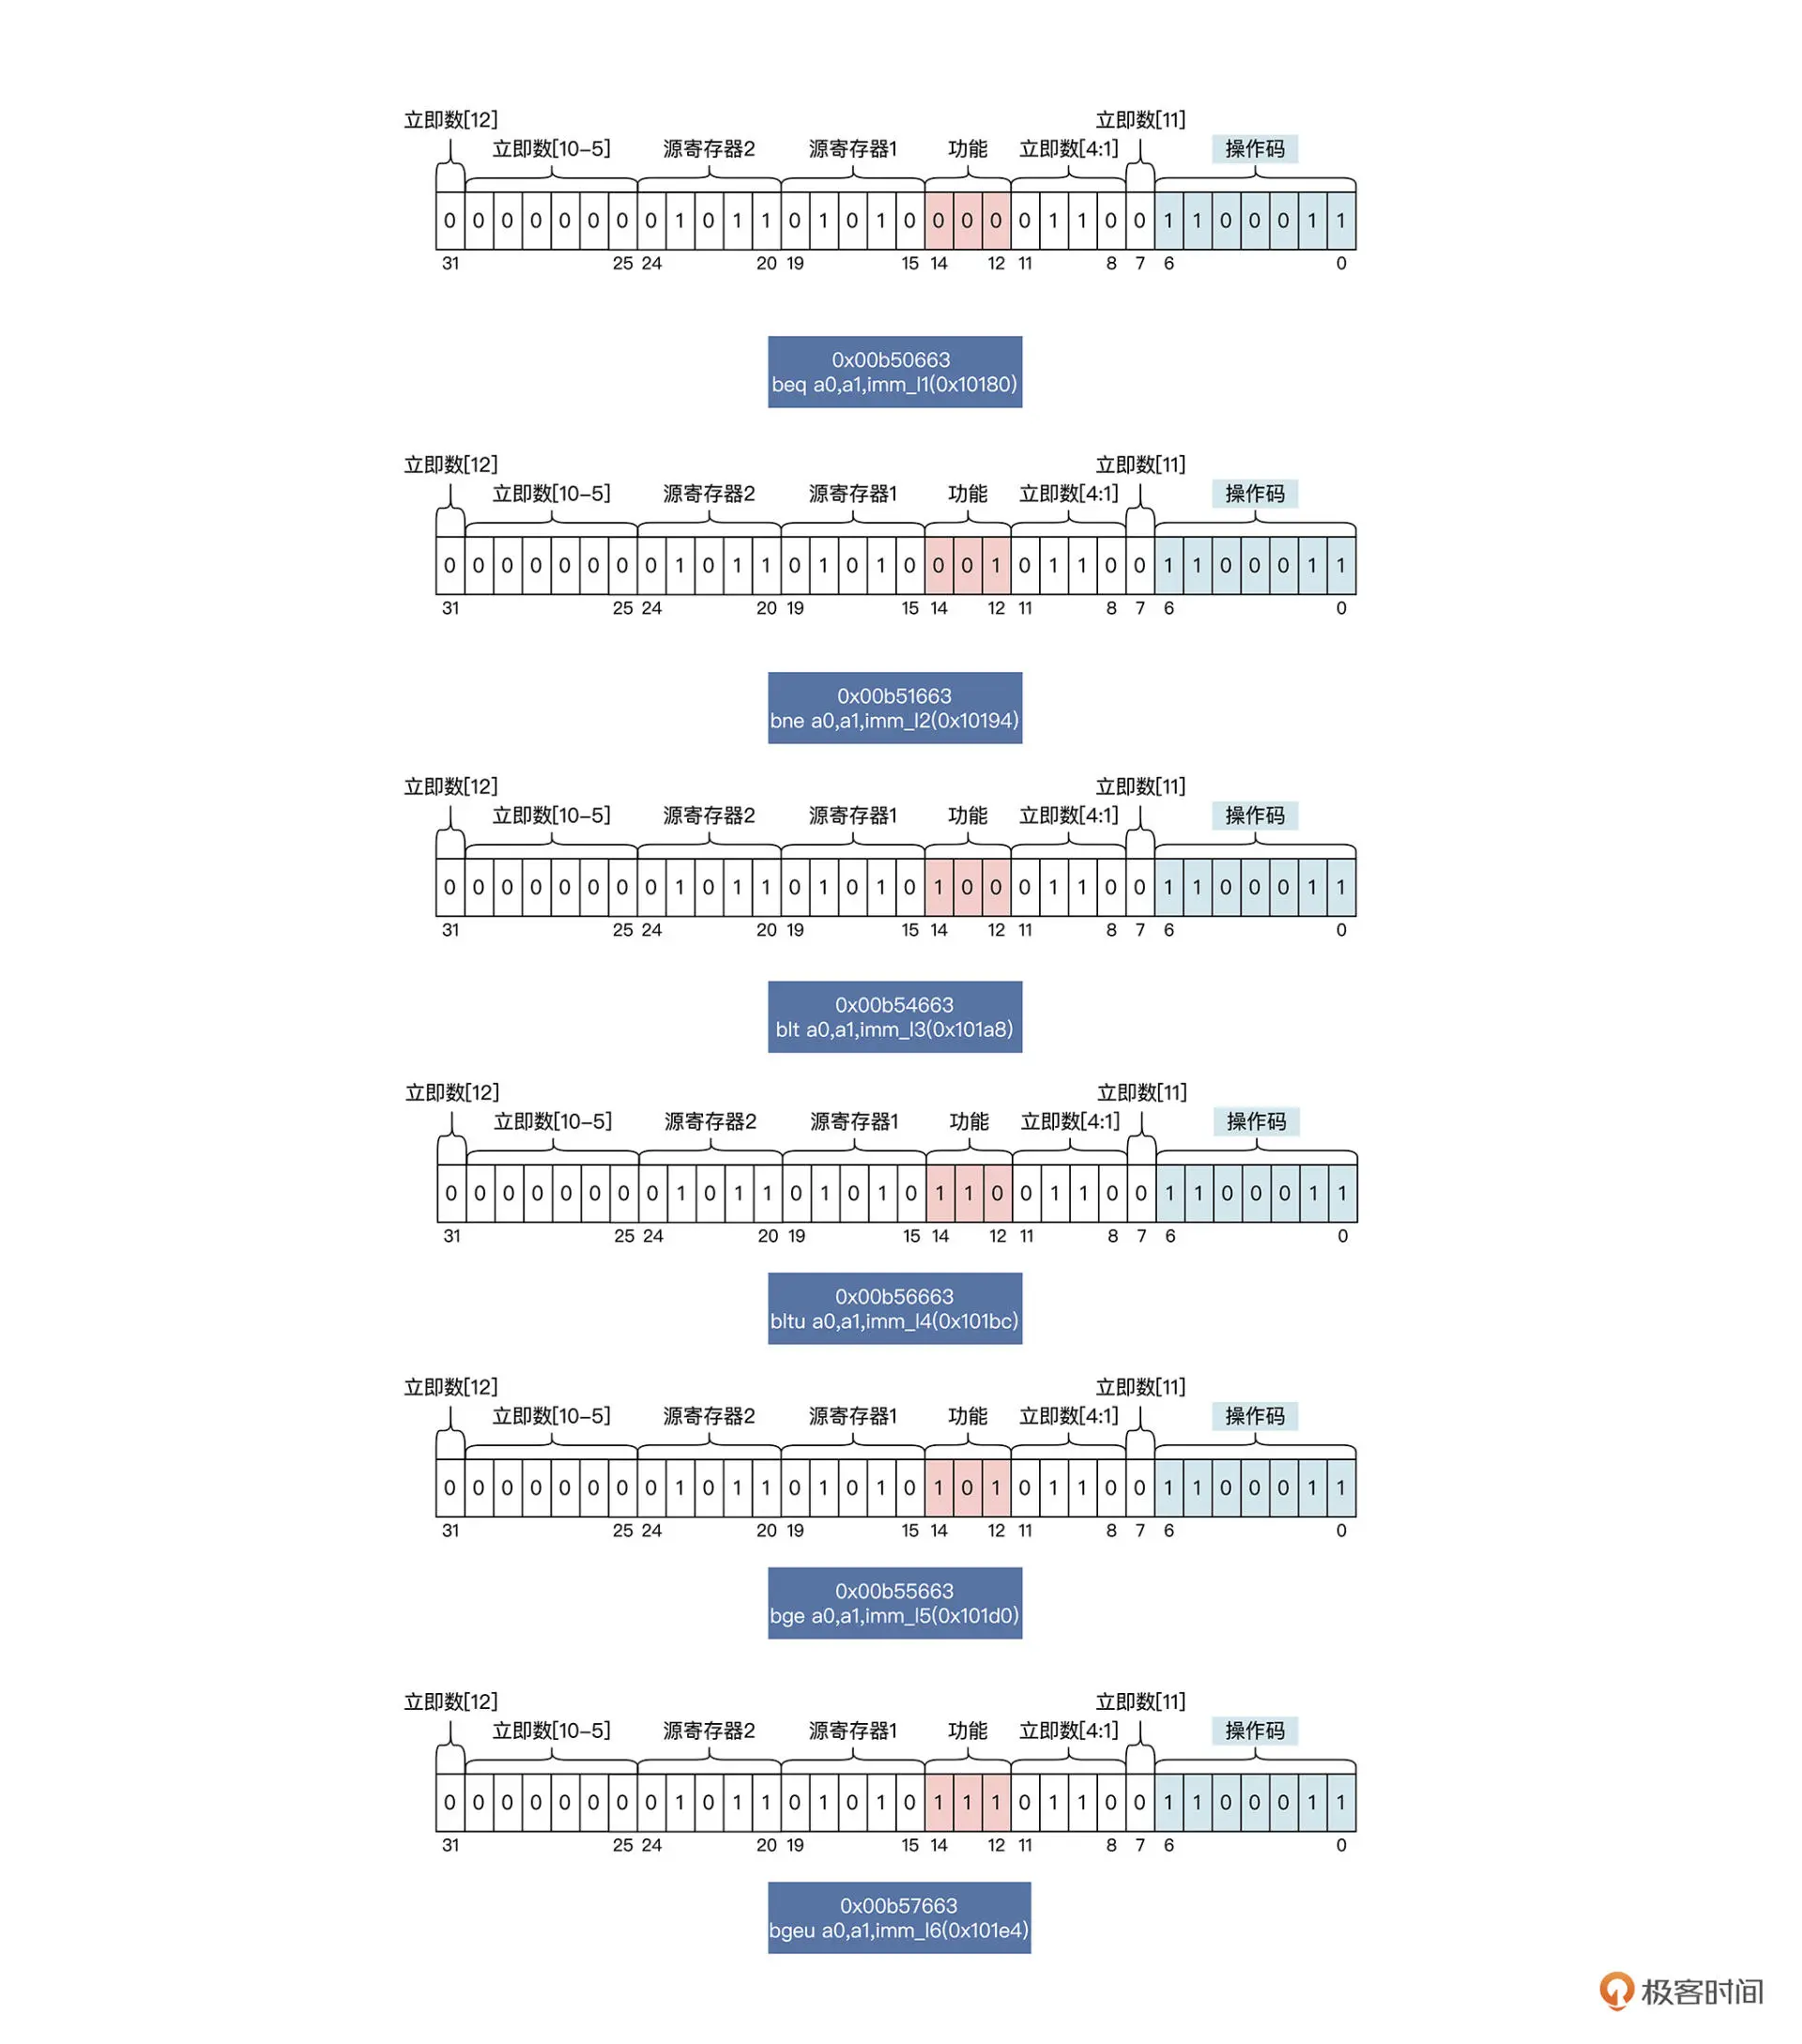 立即数[12] 立即数[11]
立即数[10-5] 源寄存器2 源寄存器1 功能 立即数[4:1] 操作码
0 0 0 0 0 0 0 0 1 0 1 1 0 1 0 1 0 0 0 0 0 1 1 0 0 1 1 0 0 0 1 1
31 25 24 20 19 15 14 12 11 8 7 6 0
0x00b50663
beq a0,a1,imm_l1(0x10180)
立即数[12] 立即数[11]
立即数[10-5] 源寄存器2 源寄存器1 功能 立即数[4:1] 操作码
0 0 0 0 0 0 0 0 1 0 1 1 0 1 0 1 0 0 0 1 0 1 1 0 0 1 1 0 0 0 1 1
31 25 24 20 19 15 14 12 11 8 7 6 0
0x00b51663
bne a0,a1,imm_l2(0x10194)
立即数[12] 立即数[11]
立即数[10-5] 源寄存器2 源寄存器1 功能 立即数[4:1] 操作码
0 0 0 0 0 0 0 0 1 0 1 1 0 1 0 1 0 1 0 0 0 1 1 0 0 1 1 0 0 0 1 1
31 25 24 20 19 15 14 12 11 8 7 6 0
0x00b54663
blt a0,a1,imm_l3(0x101a8)
立即数[12] 立即数[11]
立即数[10-5] 源寄存器2 源寄存器1 功能 立即数[4:1] 操作码
0 0 0 0 0 0 0 0 1 0 1 1 0 1 0 1 0 1 1 0 0 1 1 0 0 1 1 0 0 0 1 1
31 25 24 20 19 15 14 12 11 8 7 6 0
0x00b56663
bltu a0,a1,imm_l4(0x101bc)
立即数[12] 立即数[11]
立即数[10-5] 源寄存器2 源寄存器1 功能 立即数[4:1] 操作码
0 0 0 0 0 0 0 0 1 0 1 1 0 1 0 1 0 1 0 1 0 1 1 0 0 1 1 0 0 0 1 1
31 25 24 20 19 15 14 12 11 8 7 6 0
0x00b55663
bge a0,a1,imm_l5(0x101d0)
立即数[12] 立即数[11]
立即数[10-5] 源寄存器2 源寄存器1 功能 立即数[4:1] 操作码
0 0 0 0 0 0 0 0 1 0 1 1 0 1 0 1 0 1 1 1 0 1 1 0 0 1 1 0 0 0 1 1
31 25 24 20 19 15 14 12 11 8 7 6 0
0x00b57663
bgeu a0,a1,imm_l6(0x101e4)
极客时间